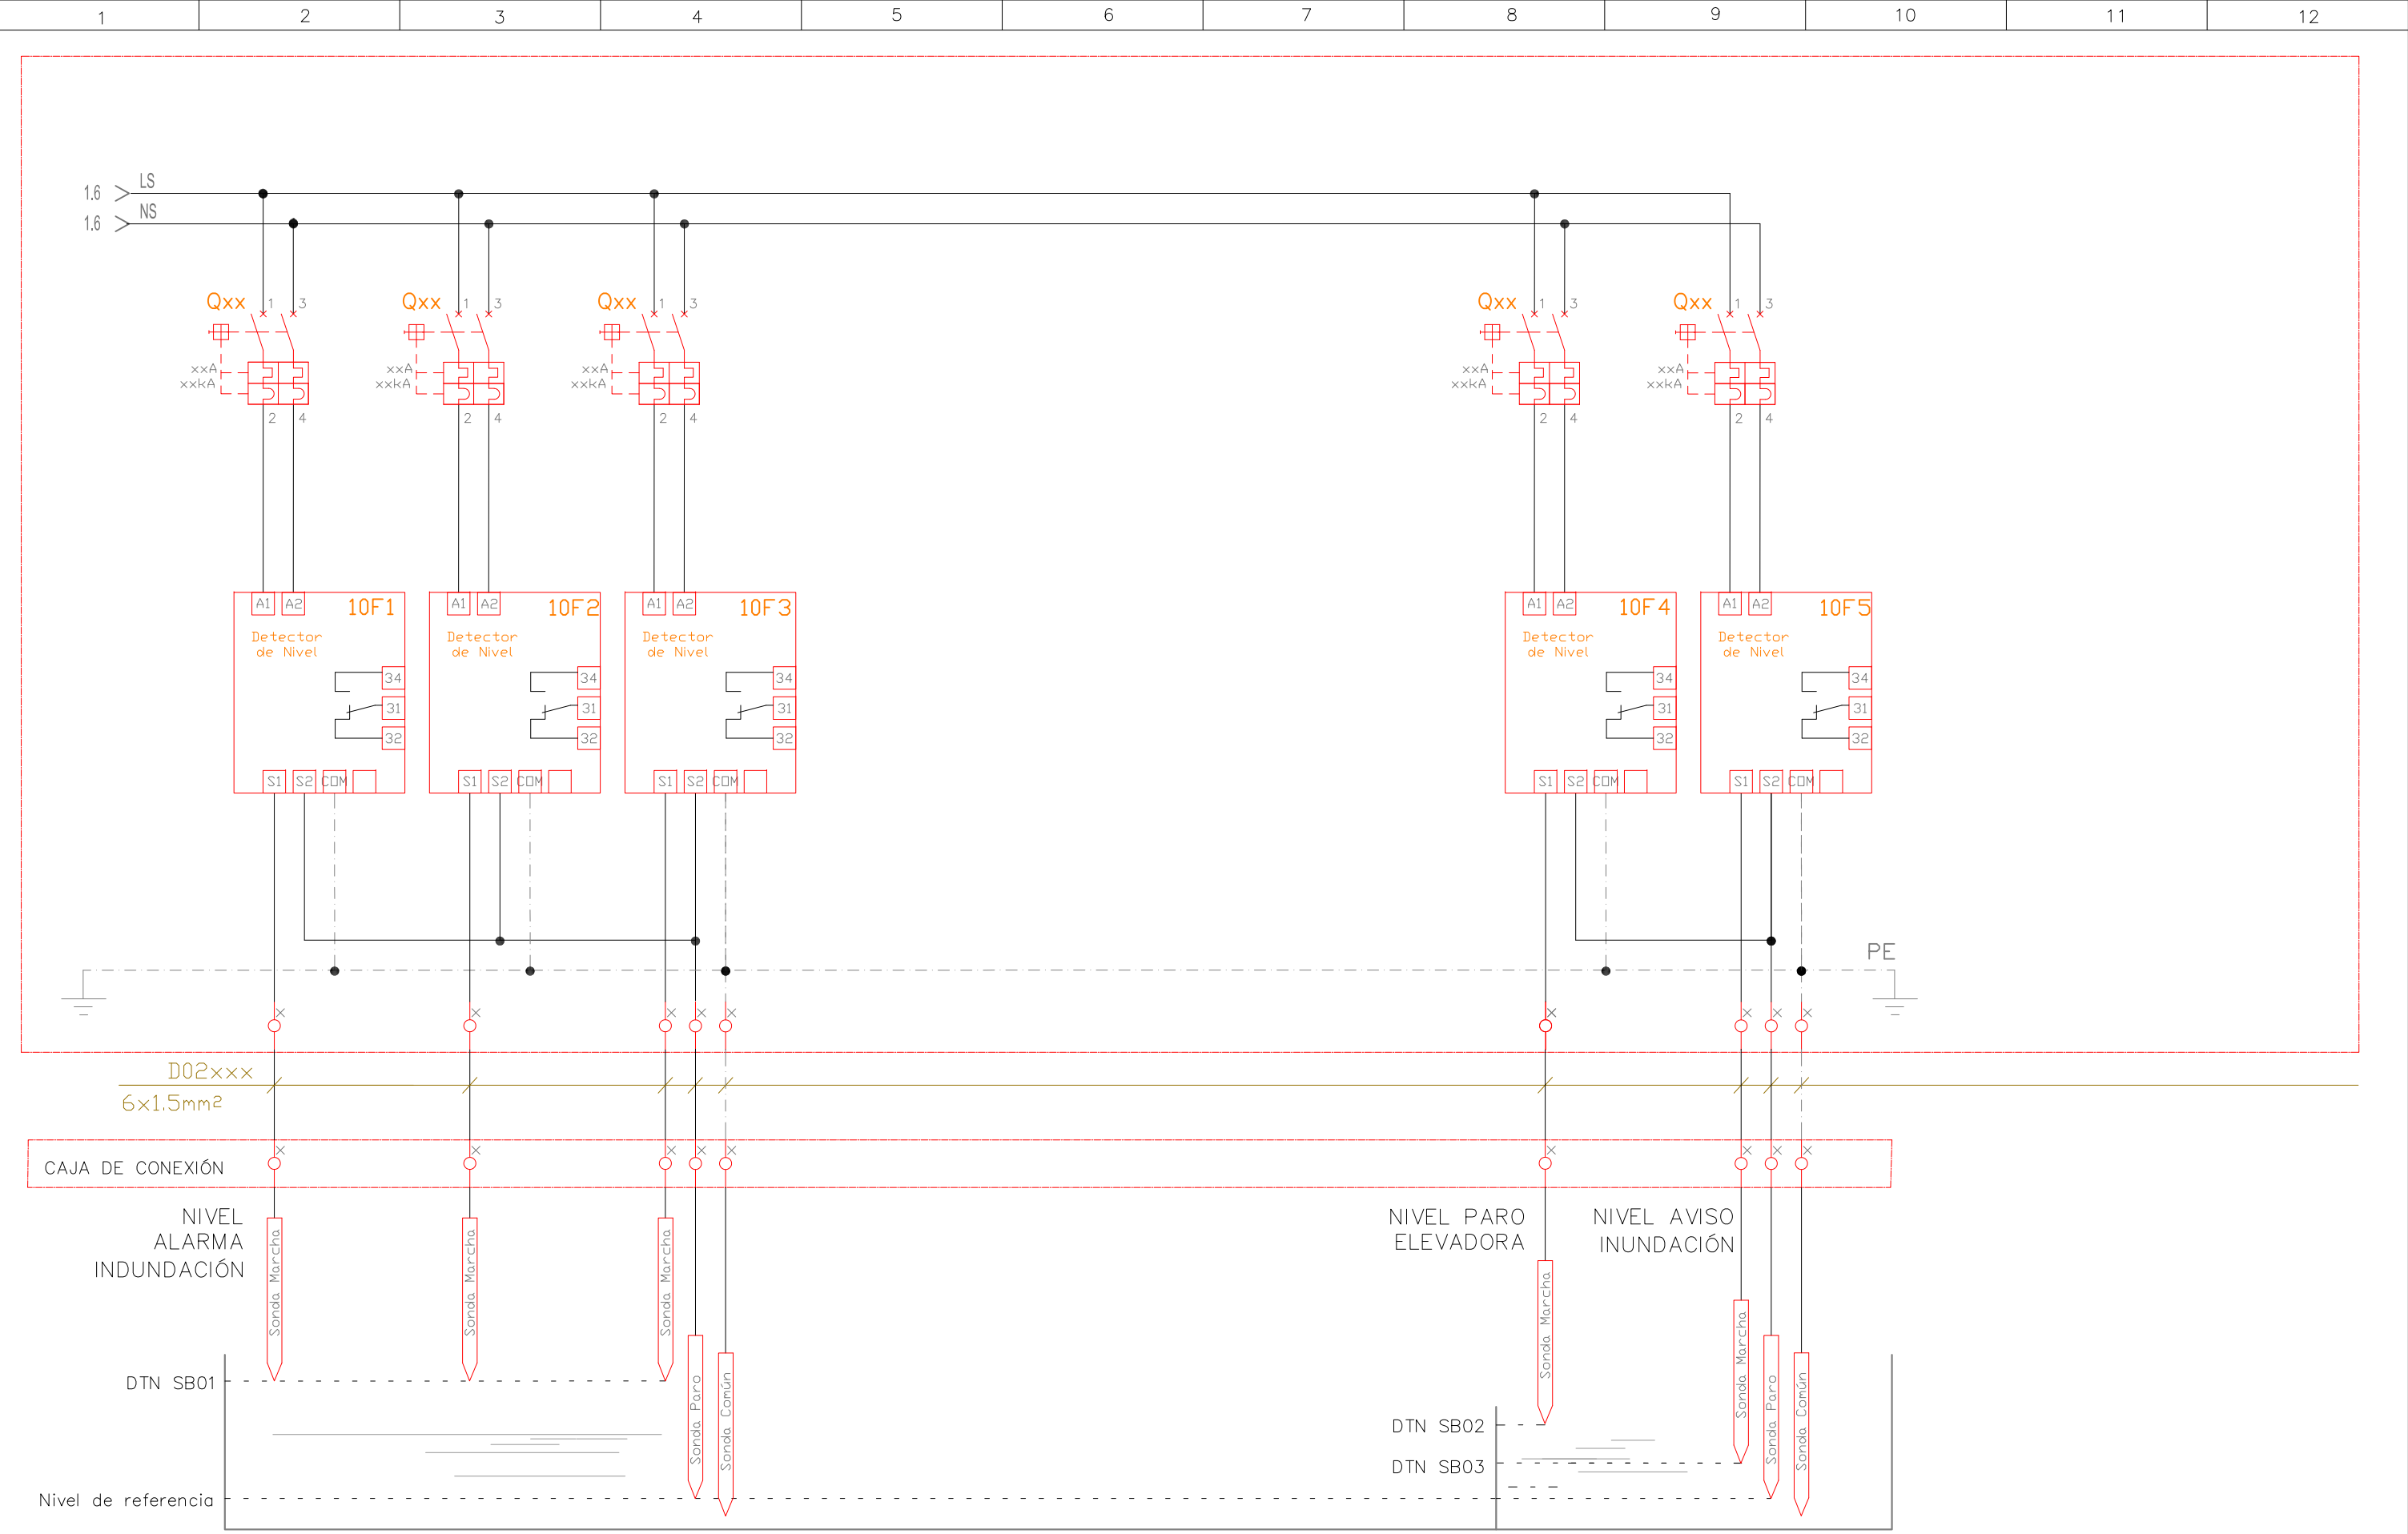 1 2 3 4 5 6 7 8 9 10 11 12
1.6 LS
1.6 NS
Qxx 1 3 Qxx 1 3 Qxx 1 3 Qxx 1 3 Qxx 1 3
xxA xxA xxA xxA xxA
xxkA xxkA xxkA xxkA xxkA
2 4 2 4 2 4 2 4 2 4
A1 A2 10F1 A1 A2 10F2 A1 A2 10F3 A1 A2 10F4 A1 A2 10F5
Detector Detector Detector Detector Detector
de Nivel de Nivel de Nivel de Nivel de Nivel
34 34 34 34 34
31 31 31 31 31
32 32 32 32 32
S1 S2 COM S1 S2 COM S1 S2 COM S1 S2 COM S1 S2 COM
PE
x x x x x x x x x
D02xxx
6x1.5mm²
x x x x x x x x x
CAJA DE CONEXIÓN
NIVEL
ALARMA
INDUNDACIÓN
Sonda Marcha
Sonda Marcha
Sonda Marcha
Sonda Paro
Sonda Común
NIVEL PARO
ELEVADORA
Sonda Marcha
NIVEL AVISO
INUNDACIÓN
Sonda Marcha
Sonda Paro
Sonda Común
DTN SB01
DTN SB02
DTN SB03
Nivel de referencia